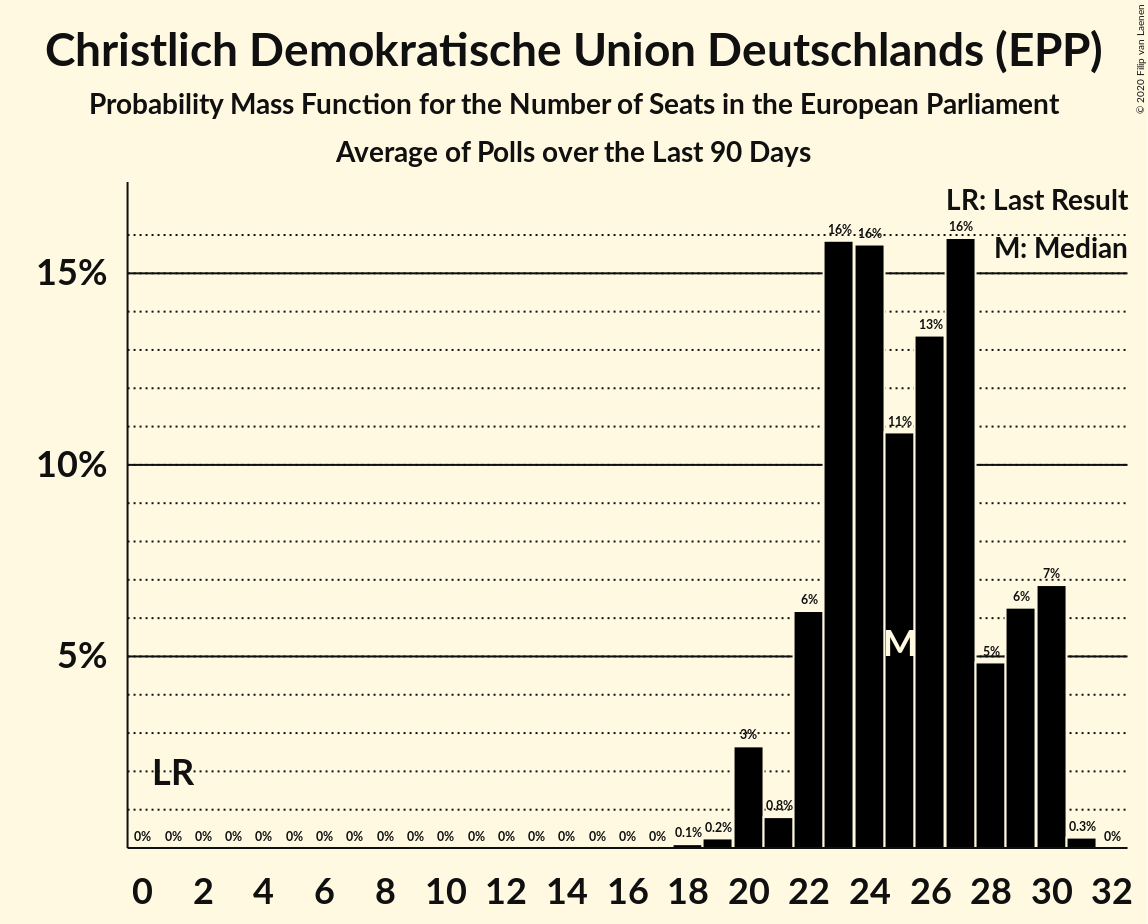 Christlich Demokratische Union Deutschlands (EPP)
Probability Mass Function for the Number of Seats in the European Parliament
Average of Polls over the Last 90 Days
© 2020 Filip van Laenen
LR: Last Result
M: Median
15%
10%
5%
16% 16% 16%
13%
11%
7%
6% 6%
5%
3%
M
LR
0% 0% 0% 0% 0% 0% 0% 0% 0% 0% 0% 0% 0% 0% 0% 0% 0% 0% 0.1% 0.2% 0.8% 0.3% 0%
0 2 4 6 8 10 12 14 16 18 20 22 24 26 28 30 32